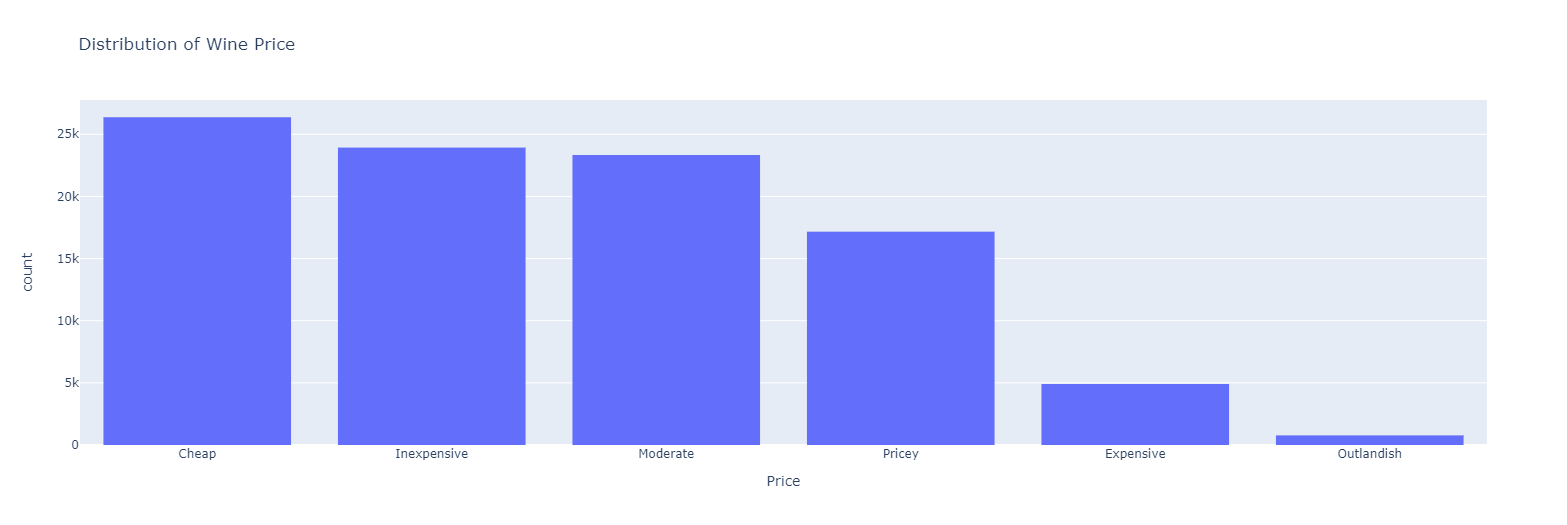 Distribution of Wine Price
25k
20k
15k
10k
5k
0
count
Cheap Inexpensive Moderate Pricey Expensive Outlandish
Price